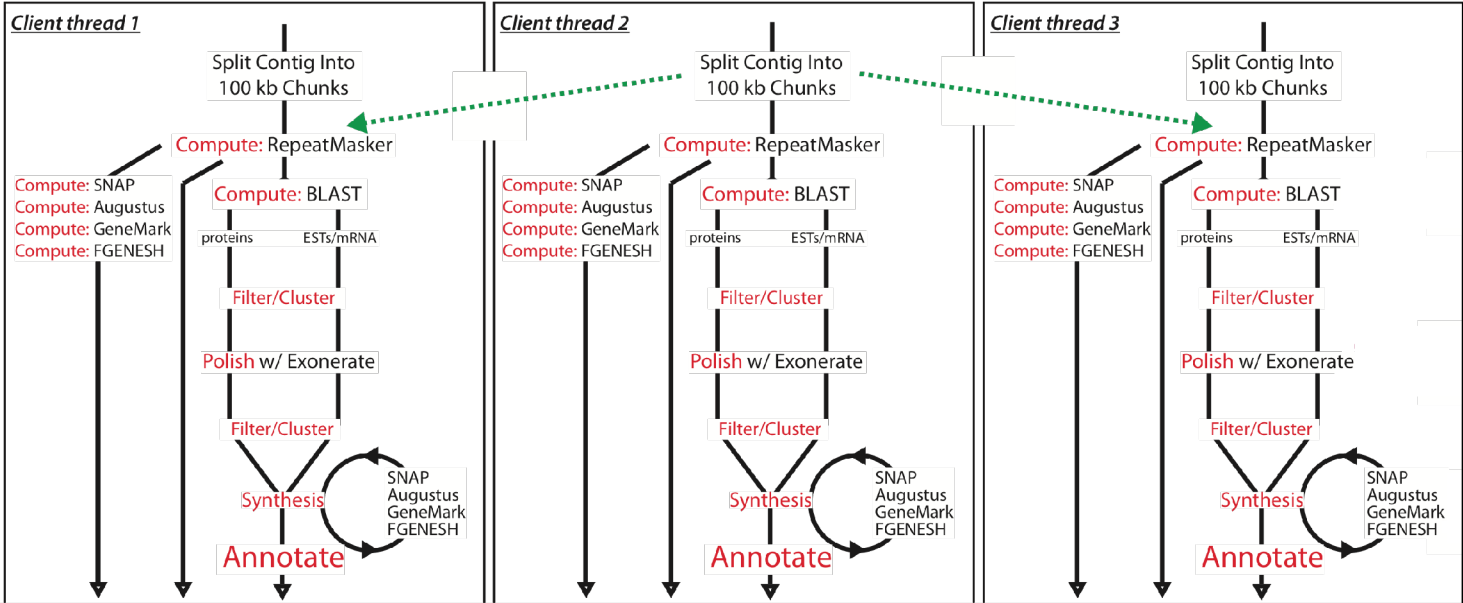 Client thread 1
Split Contig Into
100 kb Chunks
Compute: RepeatMasker
Compute: SNAP
Compute: Augustus
Compute: GeneMark
Compute: FGENESH
Compute: BLAST
proteins
ESTs/mRNA
Filter/Cluster
Polish w/ Exonerate
Filter/Cluster
Synthesis
SNAP
Augustus
GeneMark
FGENESH
Annotate
Client thread 2
Split Contig Into
100 kb Chunks
Compute: RepeatMasker
Compute: SNAP
Compute: Augustus
Compute: GeneMark
Compute: FGENESH
Compute: BLAST
proteins
ESTs/mRNA
Filter/Cluster
Polish w/ Exonerate
Filter/Cluster
Synthesis
SNAP
Augustus
GeneMark
FGENESH
Annotate
Client thread 3
Split Contig Into
100 kb Chunks
Compute: RepeatMasker
Compute: SNAP
Compute: Augustus
Compute: GeneMark
Compute: FGENESH
Compute: BLAST
proteins
ESTs/mRNA
Filter/Cluster
Polish w/ Exonerate
Filter/Cluster
Synthesis
SNAP
Augustus
GeneMark
FGENESH
Annotate